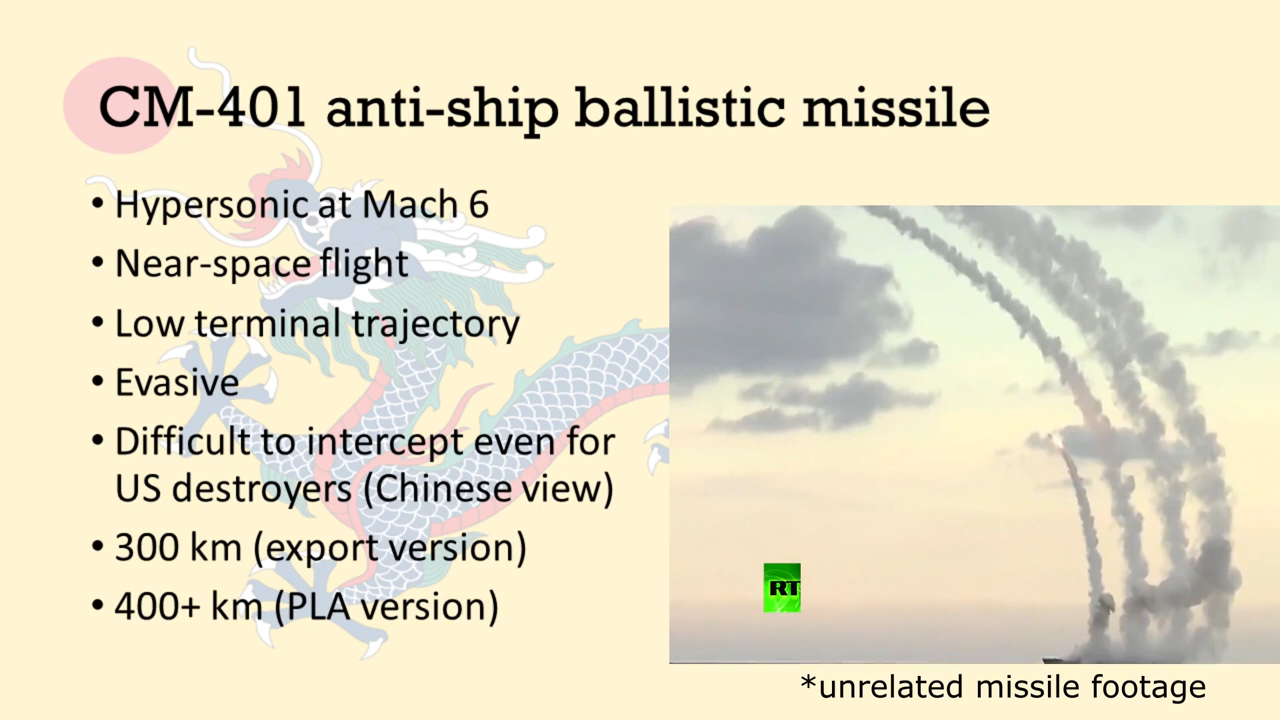 CM-401 anti-ship ballistic missile
• Hypersonic at Mach 6
• Near-space flight
• Low terminal trajectory
• Evasive
• Difficult to intercept even for
US destroyers (Chinese view)
• 300 km (export version)
• 400+ km (PLA version)
RT
*unrelated missile footage